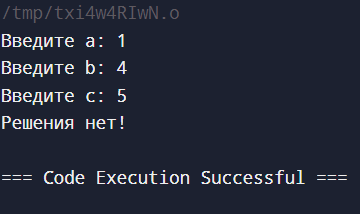 /tmp/txi4w4RIwN.o
Введите a: 1
Введите b: 4
Введите c: 5
Решения нет!
=== Code Execution Successful ===